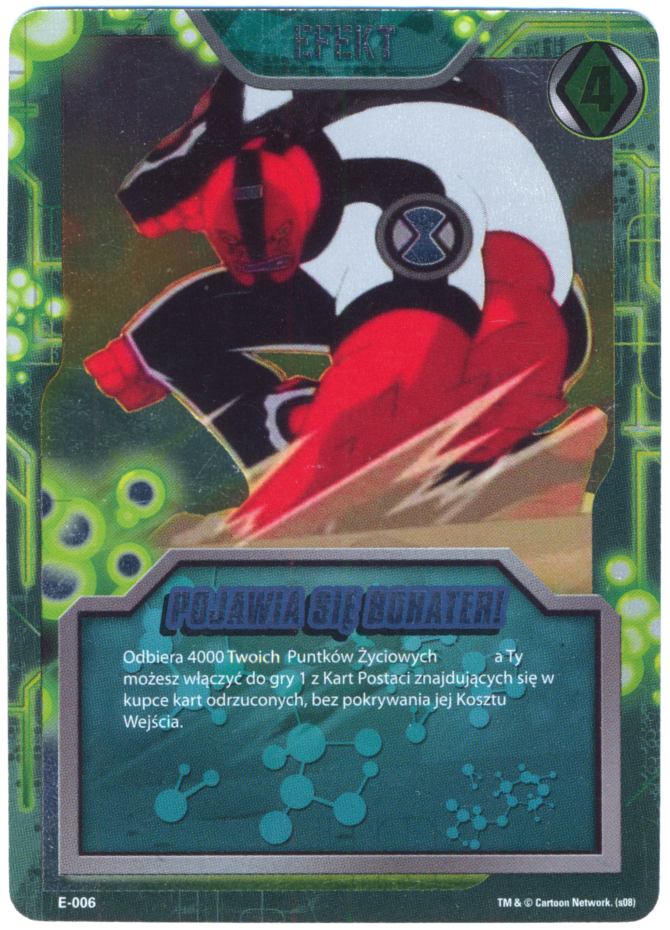 EFEKT
4
POJAWIA SIĘ BOHATER!
Odbiera 4000 Twoich Puntków Życiowych a Ty
możesz włączyć do gry 1 z Kart Postaci znajdujących się w
kupce kart odrzuconych, bez pokrywania jej Kosztu
Wejścia.
E-006
TM & © Cartoon Network. (s08)